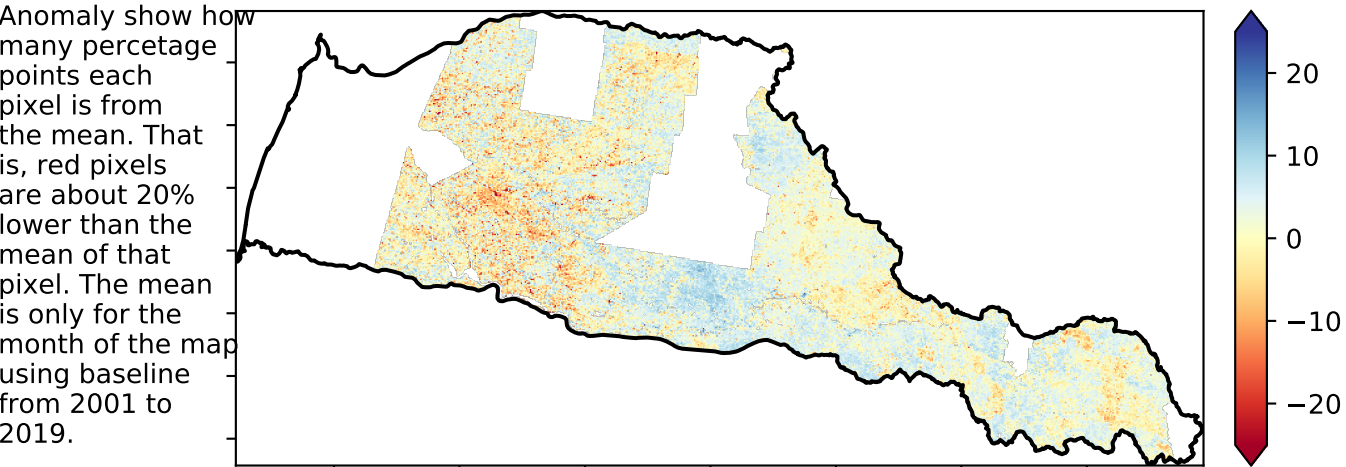 Anomaly show how
many percetage
points each
pixel is from
the mean. That
is, red pixels
are about 20%
lower than the
mean of that
pixel. The mean
is only for the
month of the map
using baseline
from 2001 to
2019.
20
10
0
−10
−20